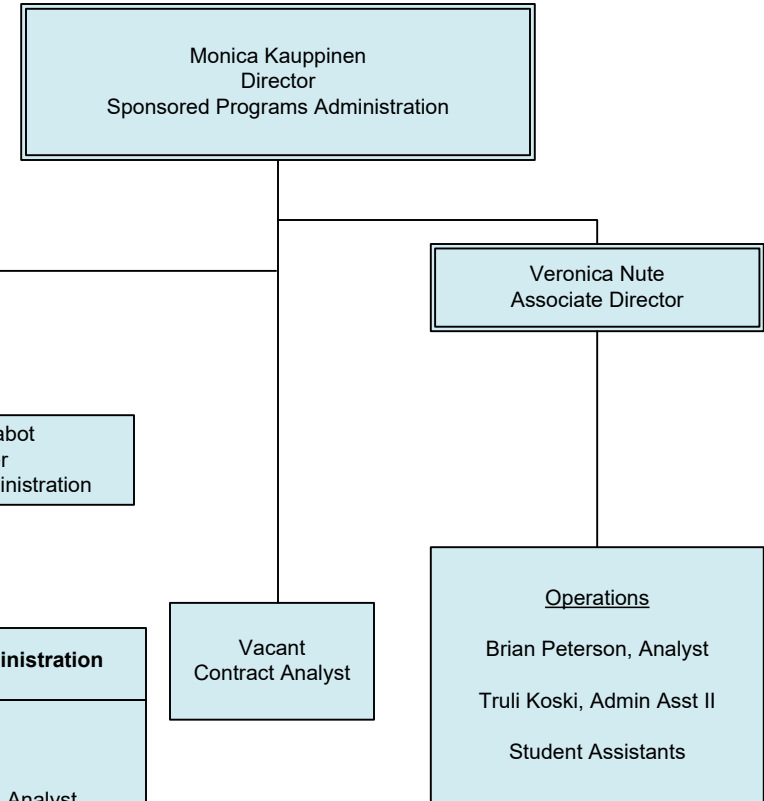 Monica Kauppinen
Director
Sponsored Programs Administration
Veronica Nute
Associate Director
Vacant
Contract Analyst
Operations
Brian Peterson, Analyst
Truli Koski, Admin Asst II
Student Assistants
Analyst